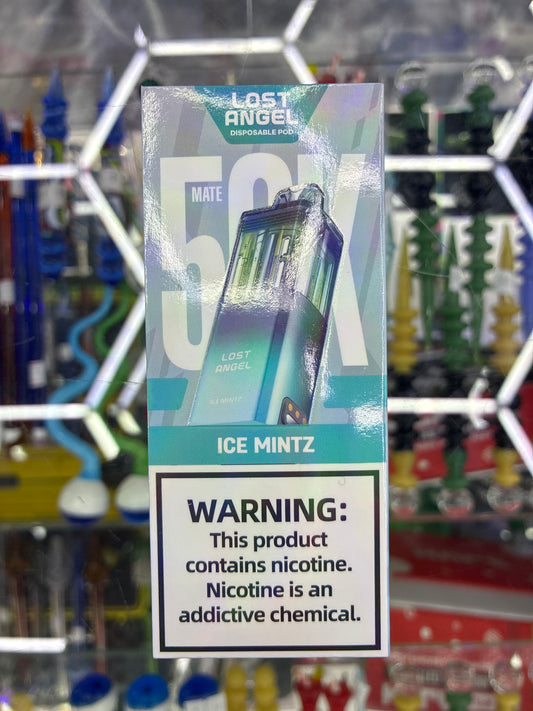 LOST
ANGEL
DISPOSABLE POD
MATE
50K
LOST
ANGEL
ICE MINTZ
ICE MINTZ
WARNING:
This product
contains nicotine.
Nicotine is an
addictive chemical.